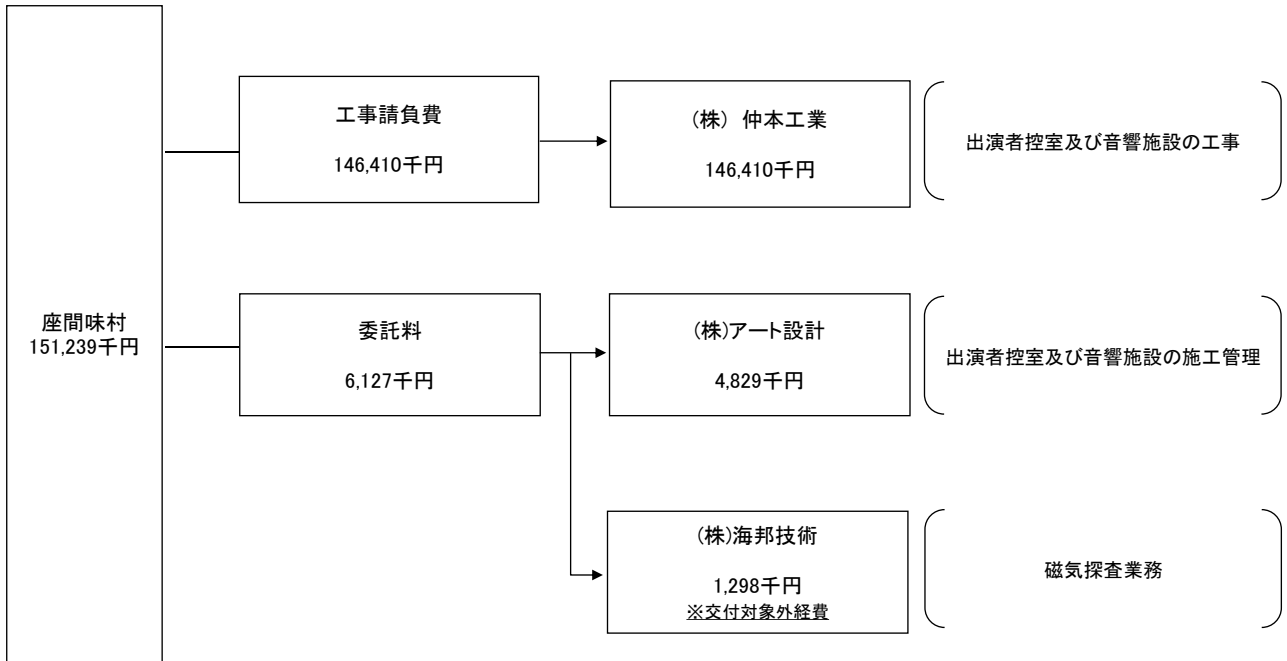 座間味村
151,239千円
工事請負費
146,410千円
(株) 仲本工業
146,410千円
出演者控室及び音響施設の工事
委託料
6,127千円
(株)アート設計
4,829千円
出演者控室及び音響施設の施工管理
(株)海邦技術
1,298千円
※交付対象外経費
磁気探査業務